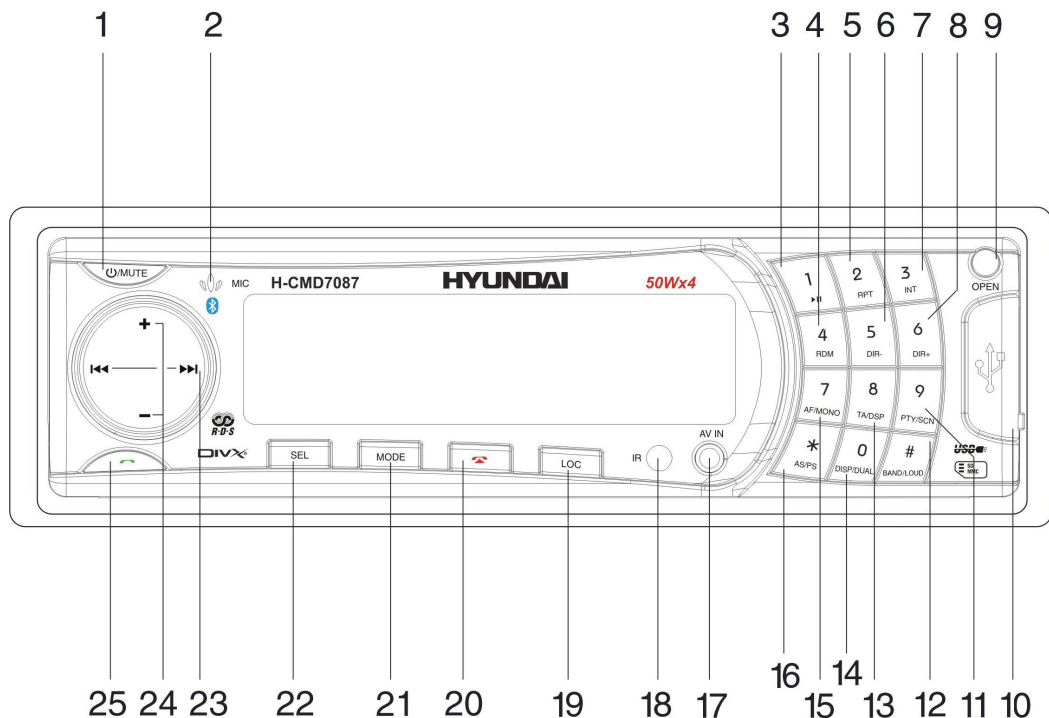 1 2 3 4 5 6 7 8 9
⏻/MUTE
MIC
H-CMD7087
HYUNDAI
50Wx4
1
2
RPT
3
INT
OPEN
4
RDM
5
DIR-
6
DIR+
7
AF/MONO
8
TA/DSP
9
PTY/SCN
*
AS/PS
0
DISP/DUAL
#
BAND/LOUD
+
−
R·D·S
DIVX
SEL
MODE
LOC
IR
AV IN
USB
SD
MMC
25 24 23 22 21 20 19 18 17 16 15 14 13 12 11 10